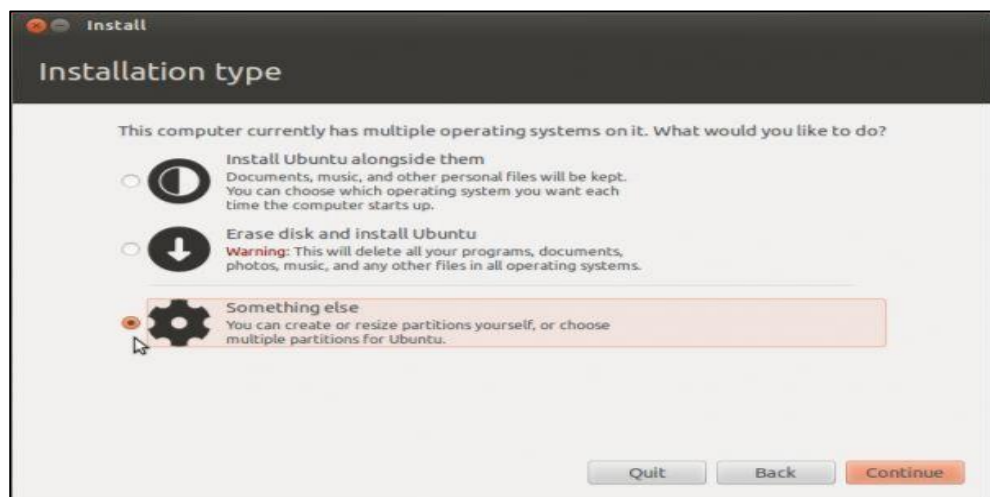 Install
Installation type
This computer currently has multiple operating systems on it. What would you like to do?
Install Ubuntu alongside them
Documents, music, and other personal files will be kept.
You can choose which operating system you want each
time the computer starts up.
Erase disk and install Ubuntu
Warning: This will delete all your programs, documents,
photos, music, and any other files in all operating systems.
Something else
You can create or resize partitions yourself, or choose
multiple partitions for Ubuntu.
Quit Back Continue